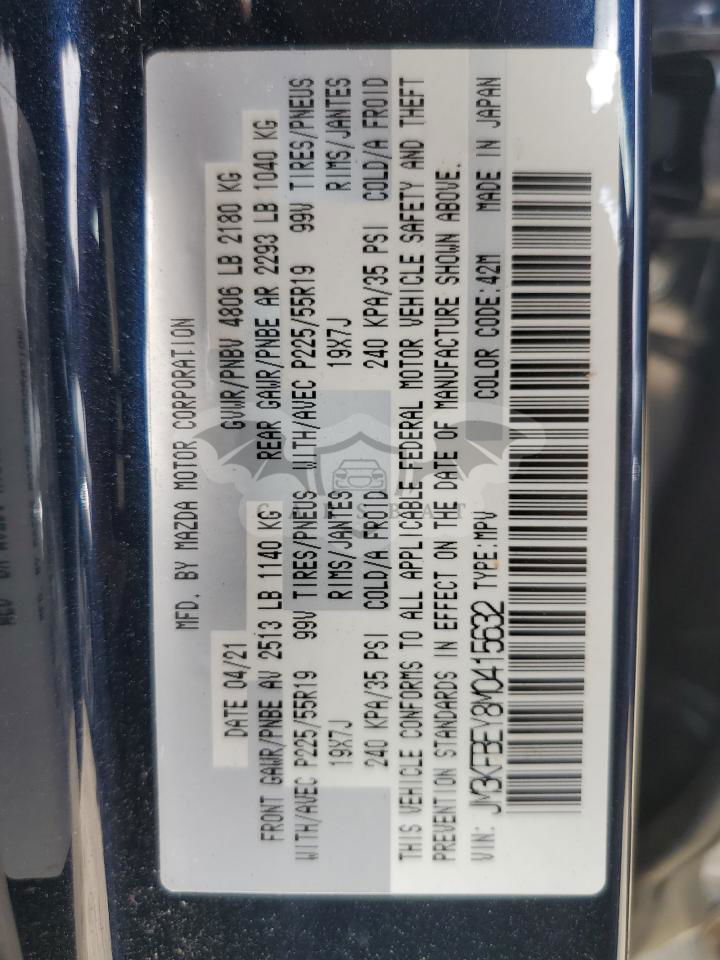 MFD. BY MAZDA MOTOR CORPORATION
DATE 04/21 GVWR/PNBV 4806 LB 2180 KG
FRONT GAWR/PNBE AV 2513 LB 1140 KG REAR GAWR/PNBE AR 2293 LB 1040 KG
WITH/AVEC P225/55R19 99V TIRES/PNEUS WITH/AVEC P225/55R19 99V TIRES/PNEUS
19X7J RIMS/JANTES 19X7J RIMS/JANTES
240 KPA/35 PSI COLD/A FROID 240 KPA/35 PSI COLD/A FROID
THIS VEHICLE CONFORMS TO ALL APPLICABLE FEDERAL MOTOR VEHICLE SAFETY AND THEFT
PREVENTION STANDARDS IN EFFECT ON THE DATE OF MANUFACTURE SHOWN ABOVE.
VIN: JM3KFBEY8M0415632 TYPE:MPV COLOR CODE:42M MADE IN JAPAN